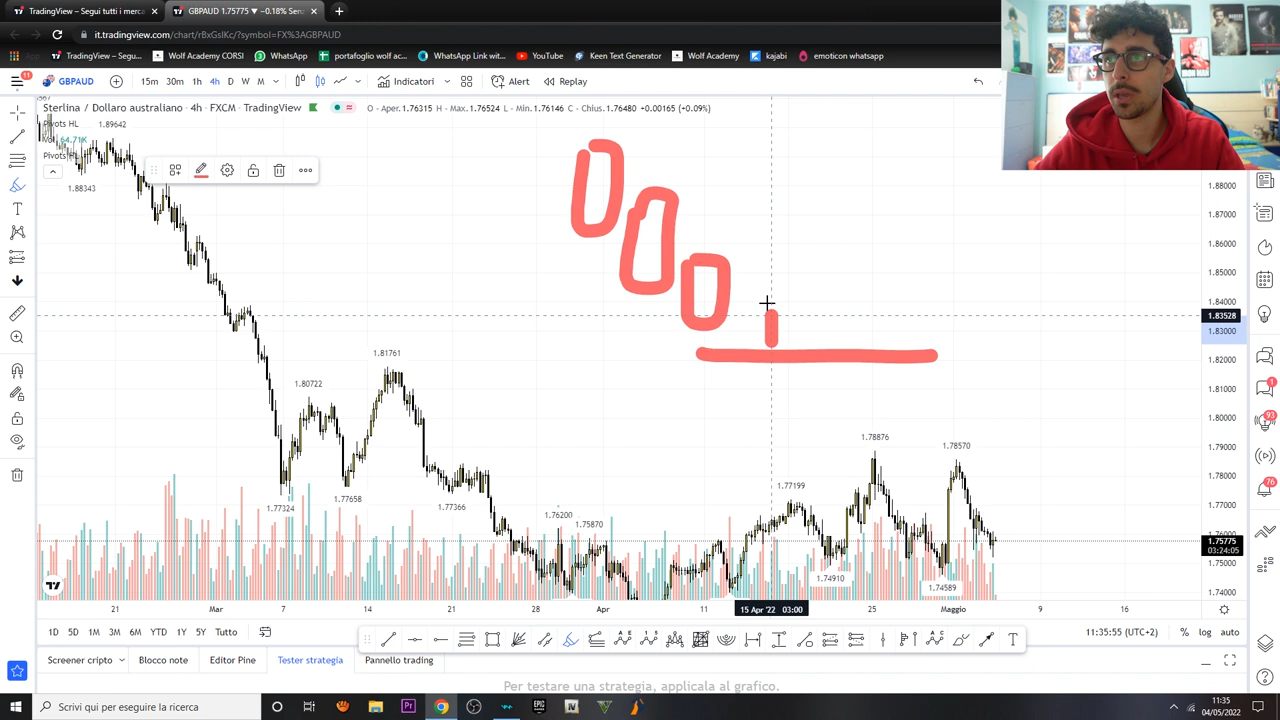 TradingView – Segui tutti i merca
GBPAUD 1.75775 ▼ −0.18% Senz
it.tradingview.com/chart/rBxGslKc/?symbol=FX%3AGBPAUD
TradingView – Segu...
Wolf Academy CORSI
WhatsApp
portafoglio wolf ac...
WhatsApp Link wit...
YouTube
Keen Text Generator
Wolf Academy
kajabi
emoticon whatsapp
11
GBPAUD
15m 30m 1h 4h D W M
Indicatori
Alert
Replay
Sterlina / Dollaro australiano · 4h · FXCM · TradingView
O - Aper.1.76315 H - Max.1.76524 L - Min.1.76146 C - Chius.1.76480 +0.00165 (+0.09%)
Pivots HL
64.71K
1.89642
1.88343
1.81761
1.80722
1.77324
1.77658
1.77366
1.76200
1.75870
1.77199
1.78876
1.78570
1.74910
1.74589
1.88000
1.87000
1.86000
1.85000
1.84000
1.83528
1.83000
1.82000
1.81000
1.80000
1.79000
1.78000
1.77000
1.75775
03:24:05
1.75000
1.74000
1
93
76
21 Mar 7 14 21 28 Apr 11 15 Apr '22 03:00 25 Maggio 9 16
1D 5D 1M 3M 6M YTD 1Y 5Y Tutto
11:35:55 (UTC+2) % log auto
Screener cripto Blocco note Editor Pine Tester strategia Pannello trading
Per testare una strategia, applicala al grafico.
Scrivi qui per eseguire la ricerca
11:35
04/05/2022